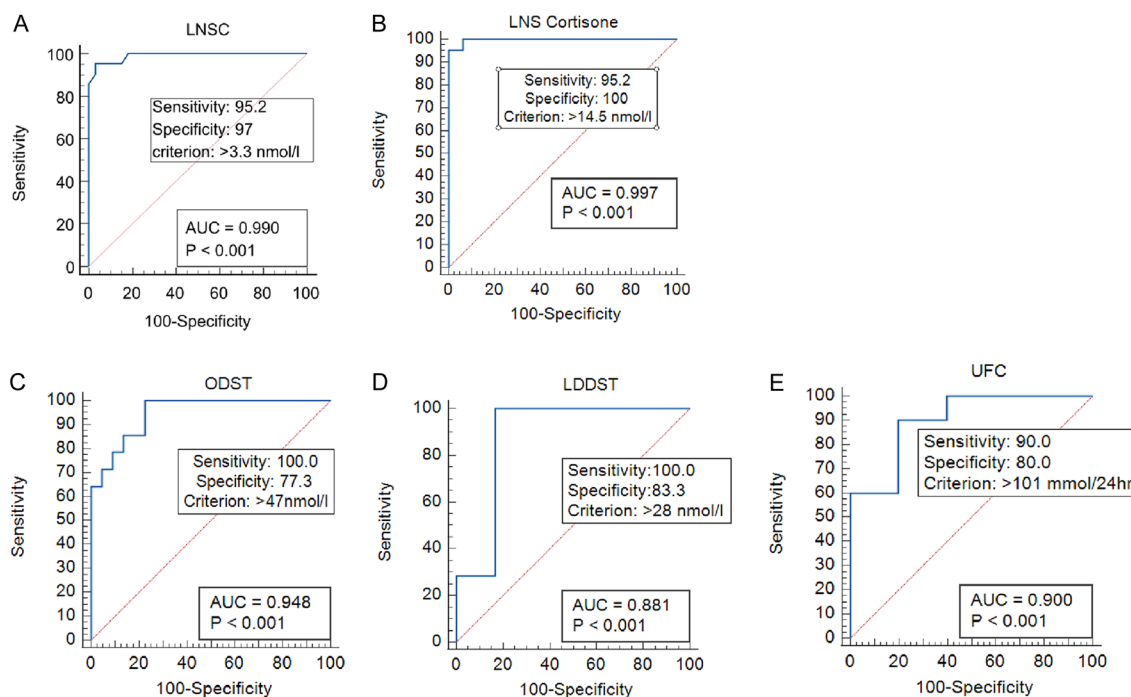 A
LNSC
100
80
60
40
20
0
Sensitivity
Sensitivity: 95.2
Specificity: 97
criterion: >3.3 nmol/l
AUC = 0.990
P < 0.001
0 20 40 60 80 100
100-Specificity
B
LNS Cortisone
100
90
80
70
60
50
40
30
20
10
0
Sensitivity
Sensitivity: 95.2
Specificity: 100
Criterion: >14.5 nmol/l
AUC = 0.997
P < 0.001
0 20 40 60 80 100
100-Specificity
C
ODST
100
90
80
70
60
50
40
30
20
10
0
Sensitivity
Sensitivity: 100.0
Specificity: 77.3
Criterion: >47nmol/l
AUC = 0.948
P < 0.001
0 20 40 60 80 100
100-Specificity
D
LDDST
100
80
60
40
20
0
Sensitivity
Sensitivity:100.0
Specificity:83.3
Criterion: >28 nmol/l
AUC = 0.881
P < 0.001
0 20 40 60 80 100
100-Specificity
E
UFC
100
90
80
70
60
50
40
30
20
10
0
Sensitivity
Sensitivity: 90.0
Specificity: 80.0
Criterion: >101 mmol/24hr
AUC = 0.900
P < 0.001
0 20 40 60 80 100
100-Specificity